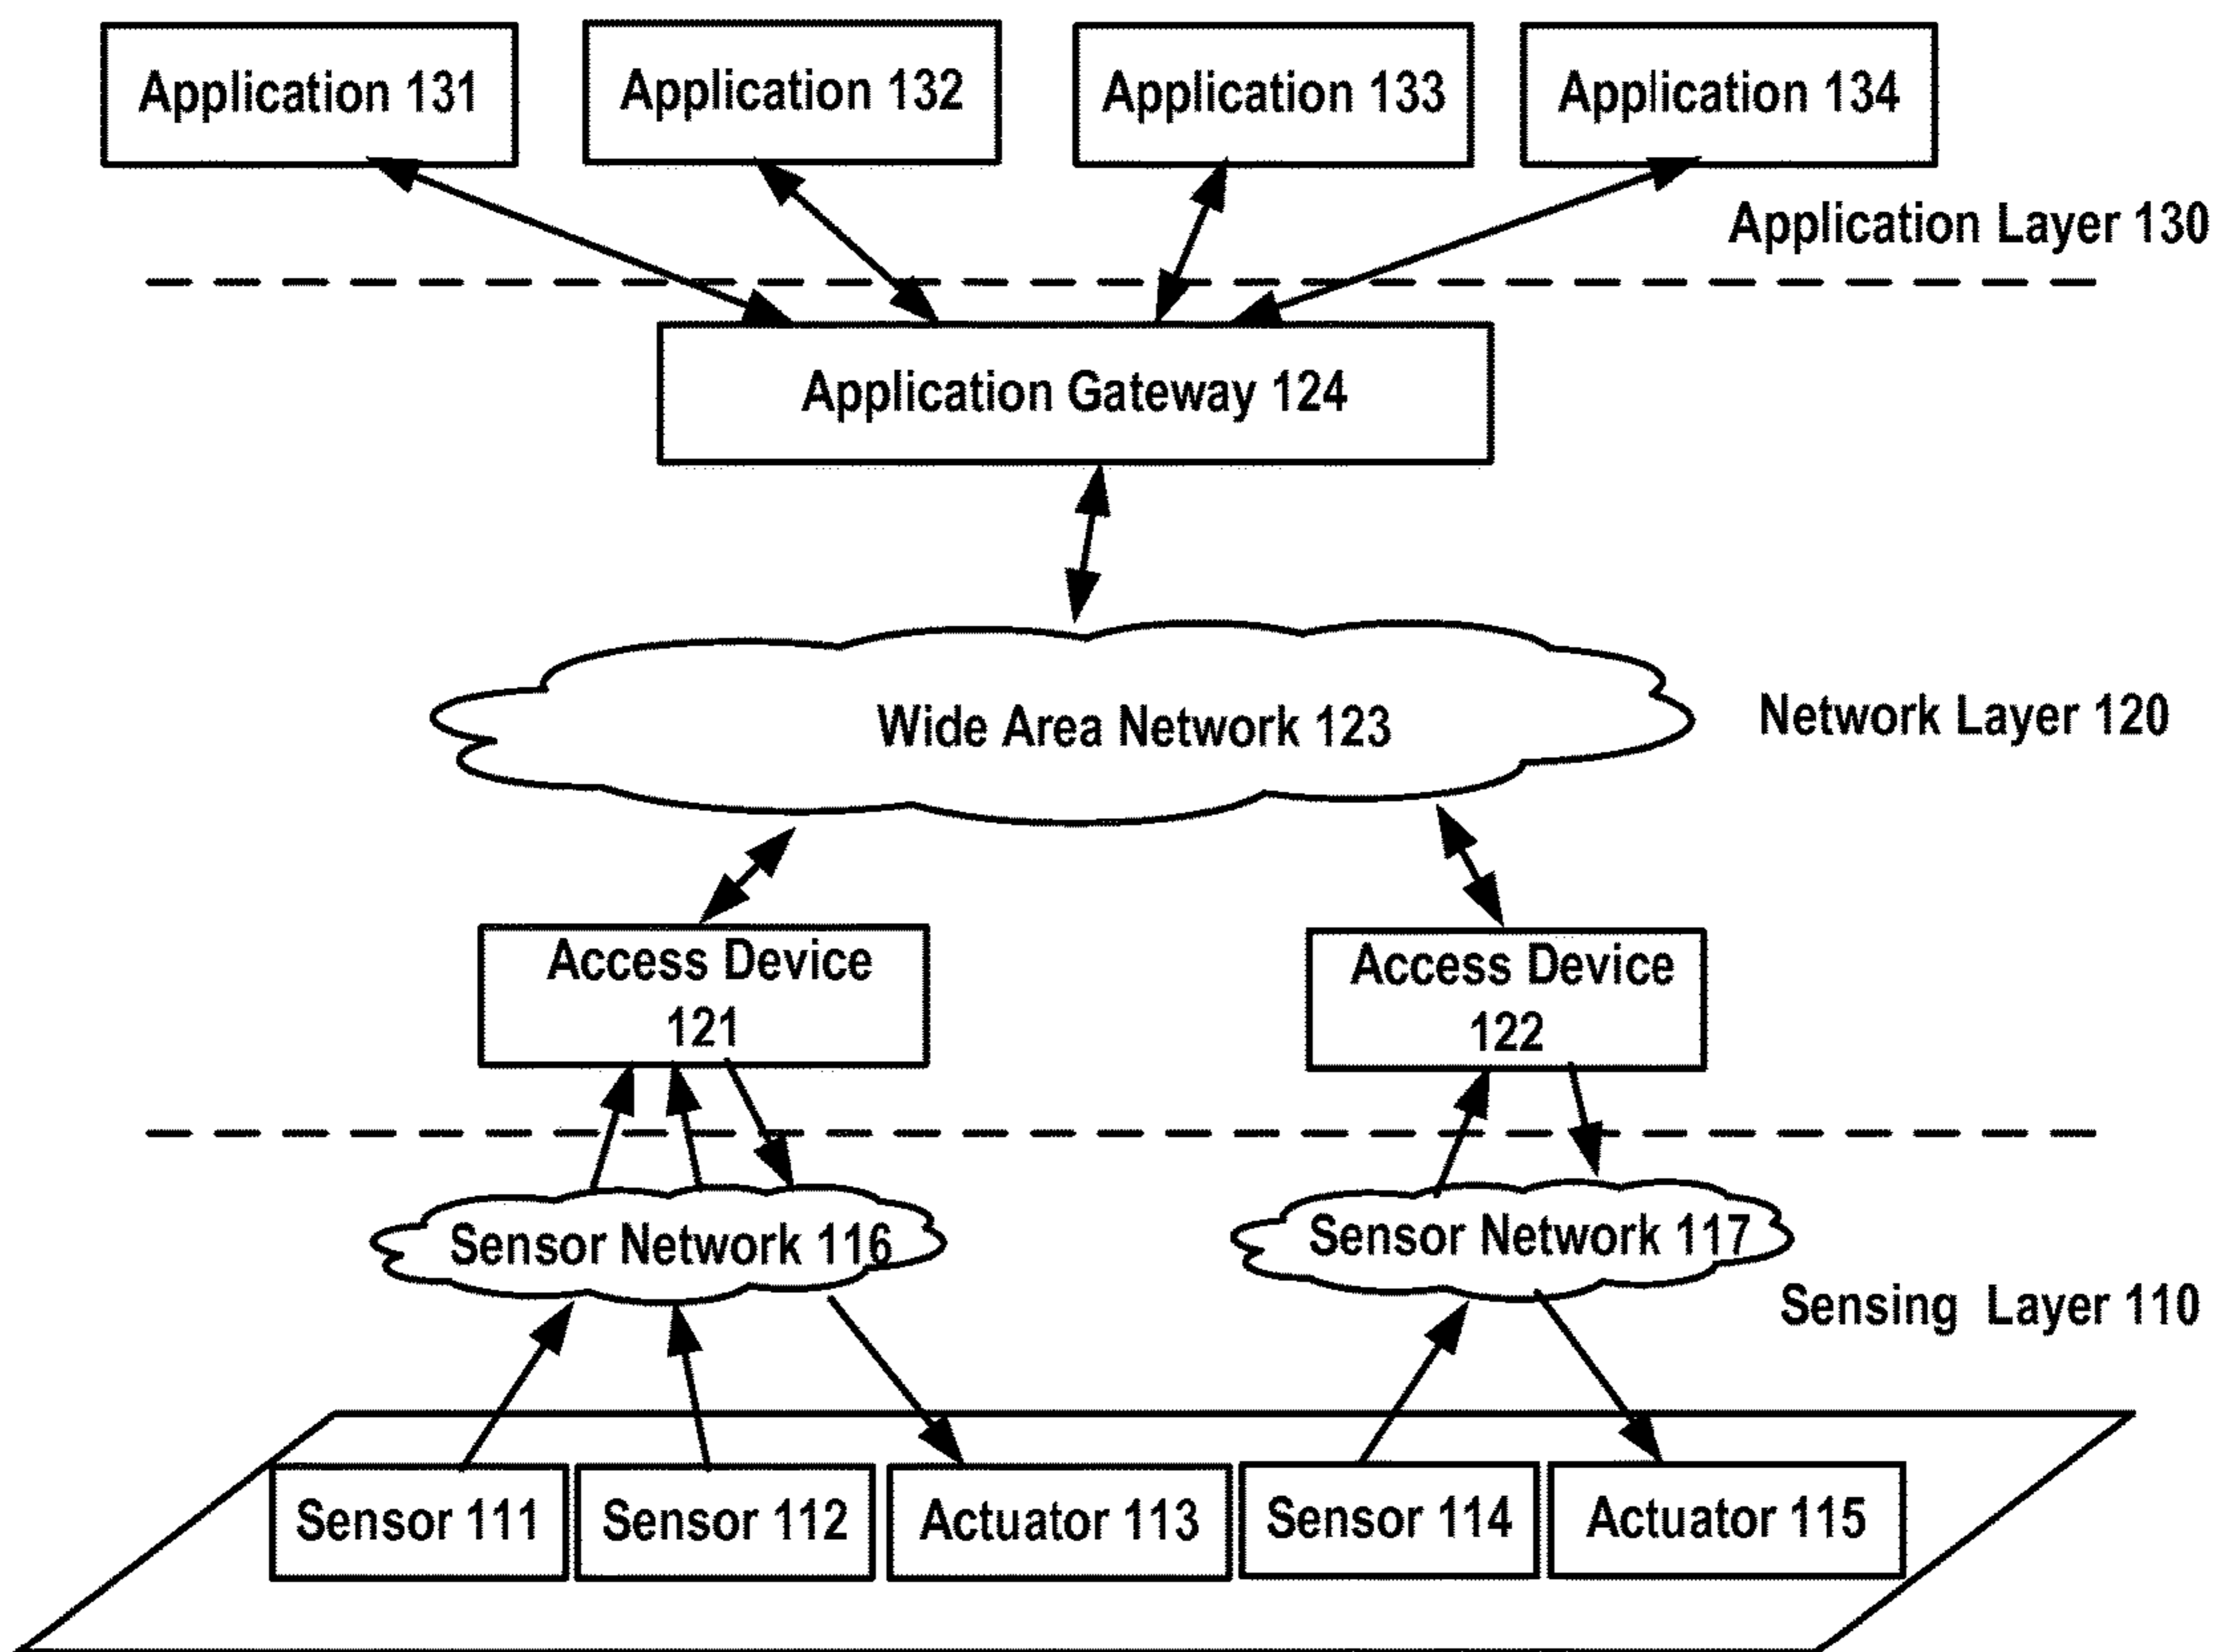 Application 131
Application 132
Application 133
Application 134
Application Layer 130
Application Gateway 124
Wide Area Network 123
Network Layer 120
Access Device
121
Access Device
122
Sensor Network 116
Sensor Network 117
Sensing Layer 110
Sensor 111
Sensor 112
Actuator 113
Sensor 114
Actuator 115